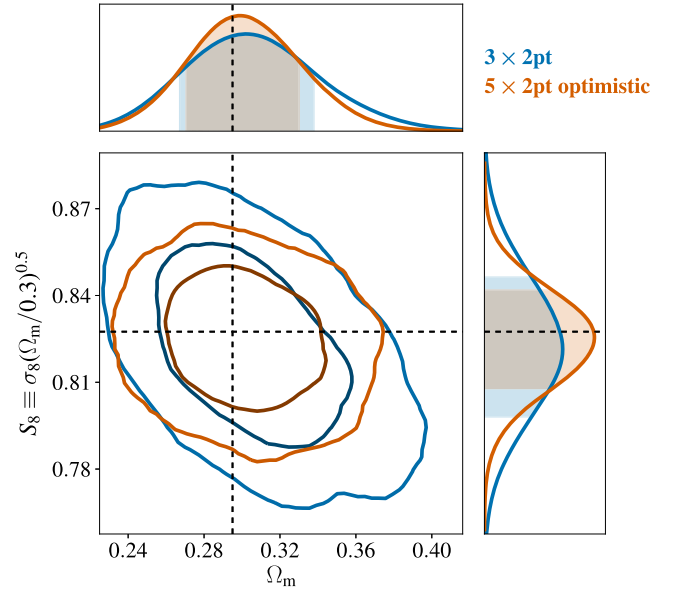 3 × 2pt
5 × 2pt optimistic
0.87
0.84
0.81
0.78
S₈ ≡ σ₈(Ωₘ/0.3)⁰·⁵
0.24 0.28 0.32 0.36 0.40
Ωₘ